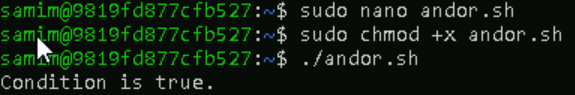 samim@9819fd877cfb527:~$ sudo nano andor.sh
samim@9819fd877cfb527:~$ sudo chmod +x andor.sh
samim@9819fd877cfb527:~$ ./andor.sh
Condition is true.